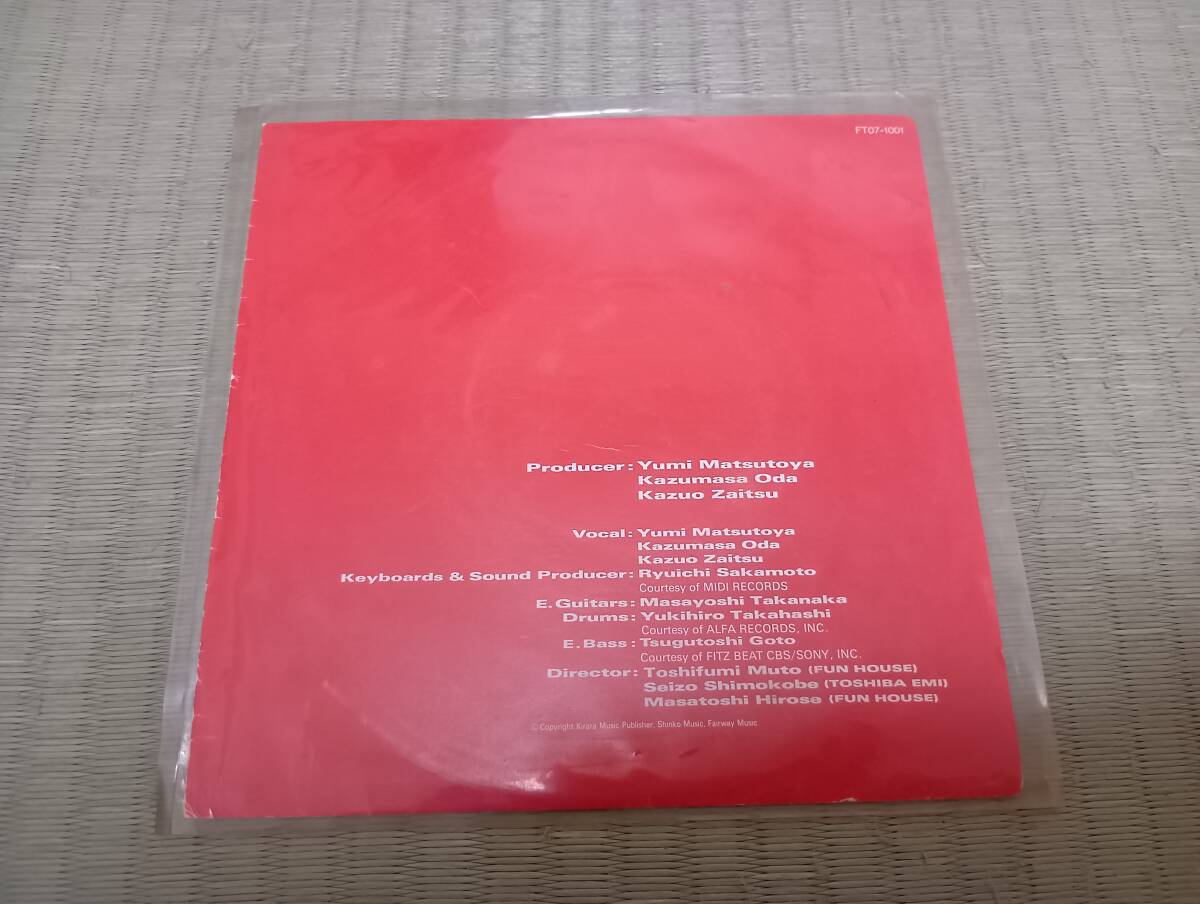 FT07-1001
Producer: Yumi Matsutoya
Kazumasa Oda
Kazuo Zaitsu
Vocal: Yumi Matsutoya
Kazumasa Oda
Kazuo Zaitsu
Keyboards & Sound Producer: Ryuichi Sakamoto
Courtesy of MIDI RECORDS
E. Guitars: Masayoshi Takanaka
Drums: Yukihiro Takahashi
Courtesy of ALFA RECORDS, INC.
E. Bass: Tsugutoshi Goto
Courtesy of FITZ BEAT CBS/SONY, INC.
Director: Toshifumi Muto (FUN HOUSE)
Seizo Shimokobe (TOSHIBA EMI)
Masatoshi Hirose (FUN HOUSE)
© Copyright Kirara Music Publisher, Shinko Music, Fairway Music